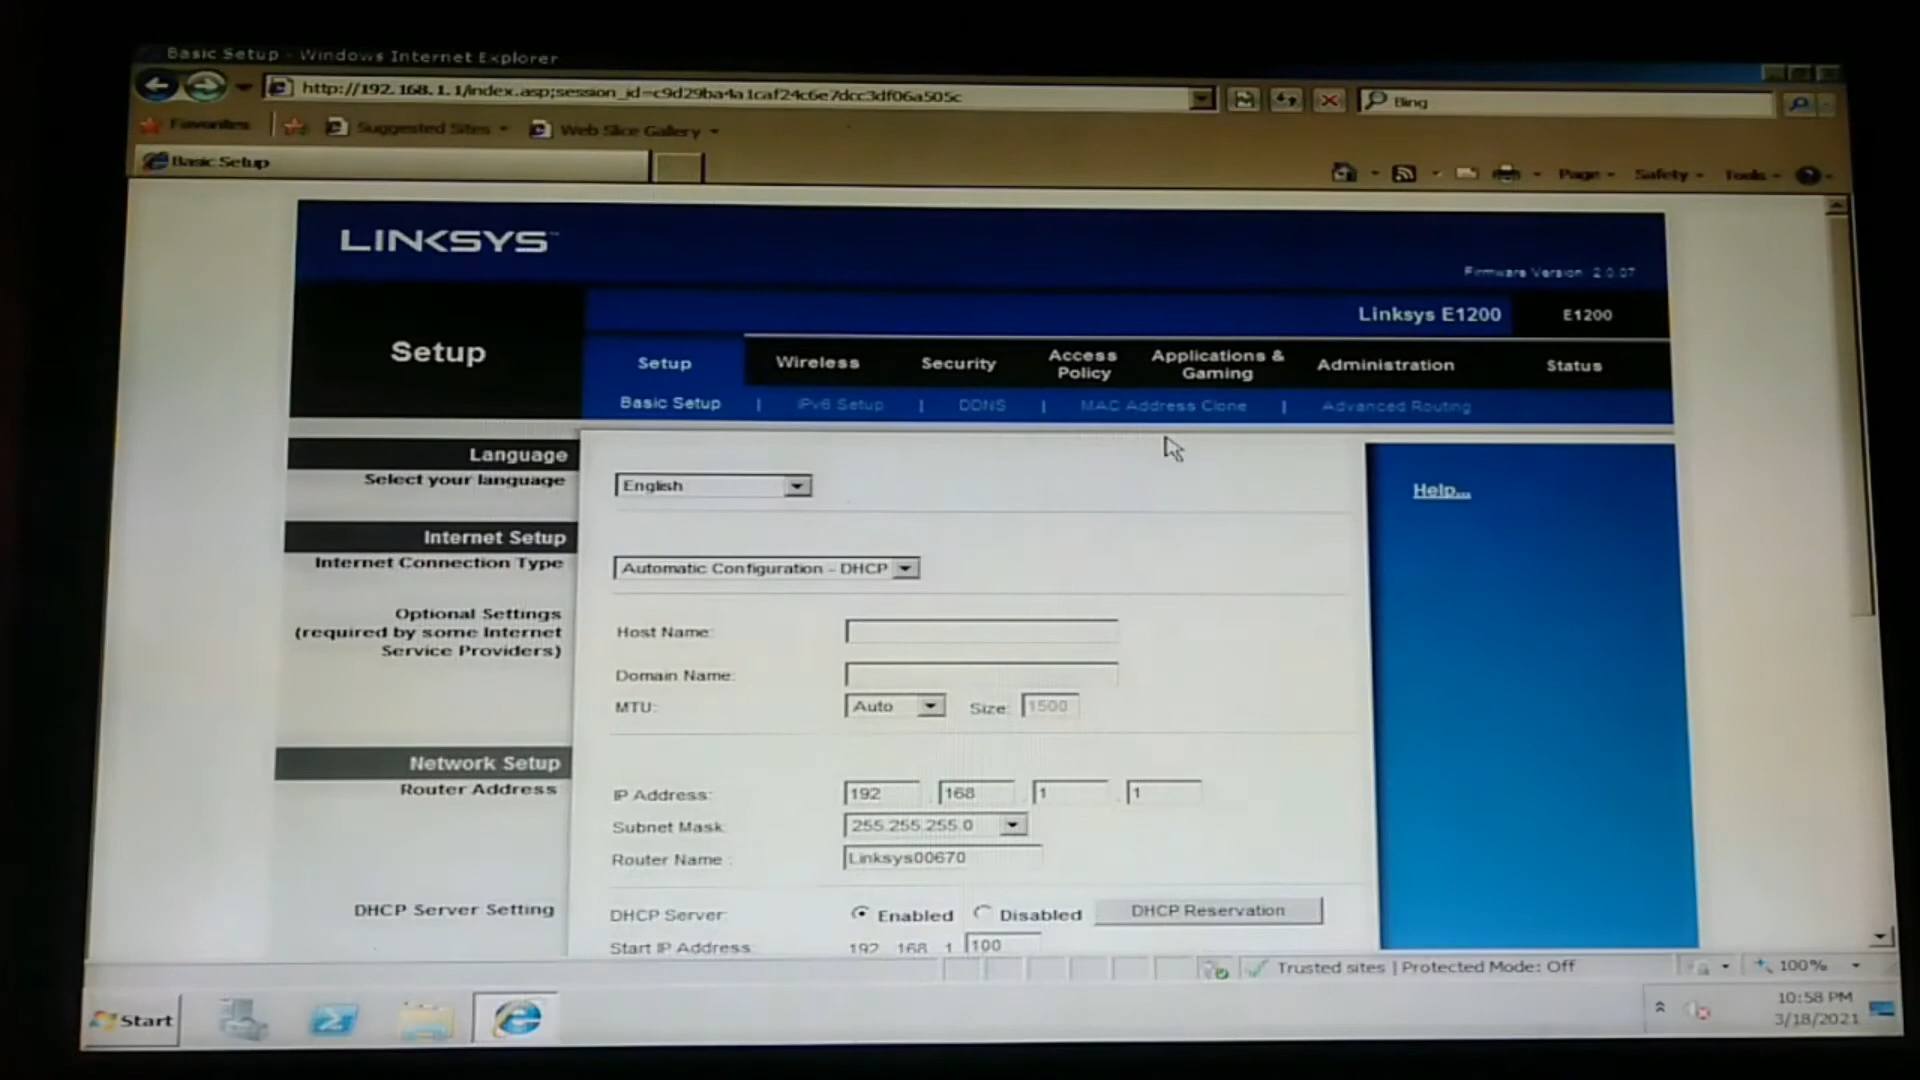 Basic Setup - Windows Internet Explorer
http://192.168.1.1/index.asp;session_id=c9d29ba4a1caf24c6e7dcc3df06a505c
Bing
Favorites
Suggested Sites
Web Slice Gallery
Basic Setup
Page
Safety
Tools
LINKSYS
Firmware Version: 2.0.07
Linksys E1200
E1200
Setup
Setup
Wireless
Security
Access Policy
Applications & Gaming
Administration
Status
Basic Setup | IPv6 Setup | DDNS | MAC Address Clone | Advanced Routing
Language
Select your language
English
Help...
Internet Setup
Internet Connection Type
Automatic Configuration - DHCP
Optional Settings
(required by some Internet
Service Providers)
Host Name:
Domain Name:
MTU:
Auto
Size:
1500
Network Setup
Router Address
IP Address:
192 . 168 . 1 . 1
Subnet Mask:
255.255.255.0
Router Name :
Linksys00670
DHCP Server Setting
DHCP Server:
Enabled
Disabled
DHCP Reservation
Start IP Address:
192 . 168 . 1 . 100
Trusted sites | Protected Mode: Off
100%
Start
10:58 PM
3/18/2021